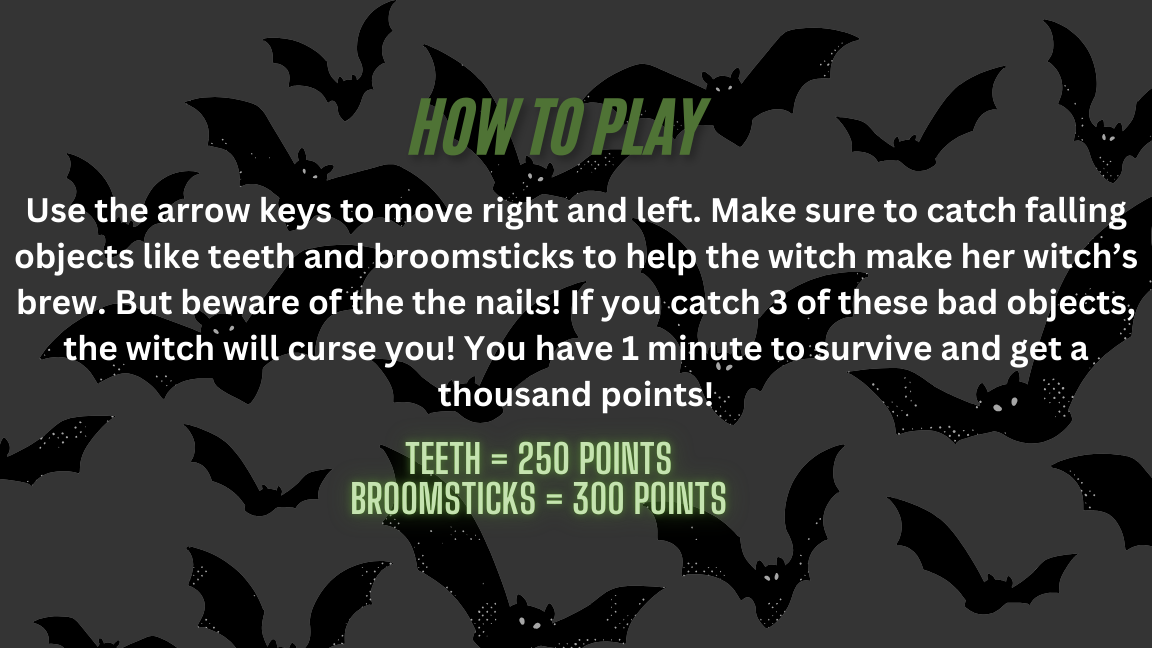 HOW TO PLAY
Use the arrow keys to move right and left. Make sure to catch falling
objects like teeth and broomsticks to help the witch make her witch’s
brew. But beware of the the nails! If you catch 3 of these bad objects,
the witch will curse you! You have 1 minute to survive and get a
thousand points!
TEETH = 250 POINTS
BROOMSTICKS = 300 POINTS